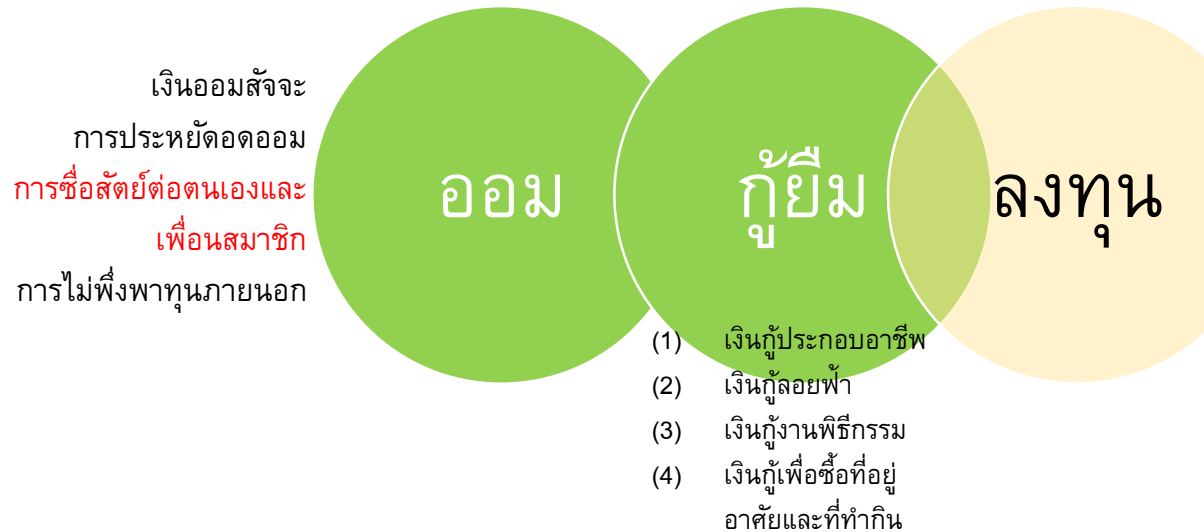 เงินออมสัจจะ
การประหยัดอดออม
การซื่อสัตย์ต่อตนเองและ
เพื่อนสมาชิก
การไม่พึ่งพาทุนภายนอก
ออม
กู้ยืม
ลงทุน
(1) เงินกู้ประกอบอาชีพ
(2) เงินกู้ลอยฟ้า
(3) เงินกู้งานพิธีกรรม
(4) เงินกู้เพื่อซื้อที่อยู่
อาศัยและที่ทำกิน